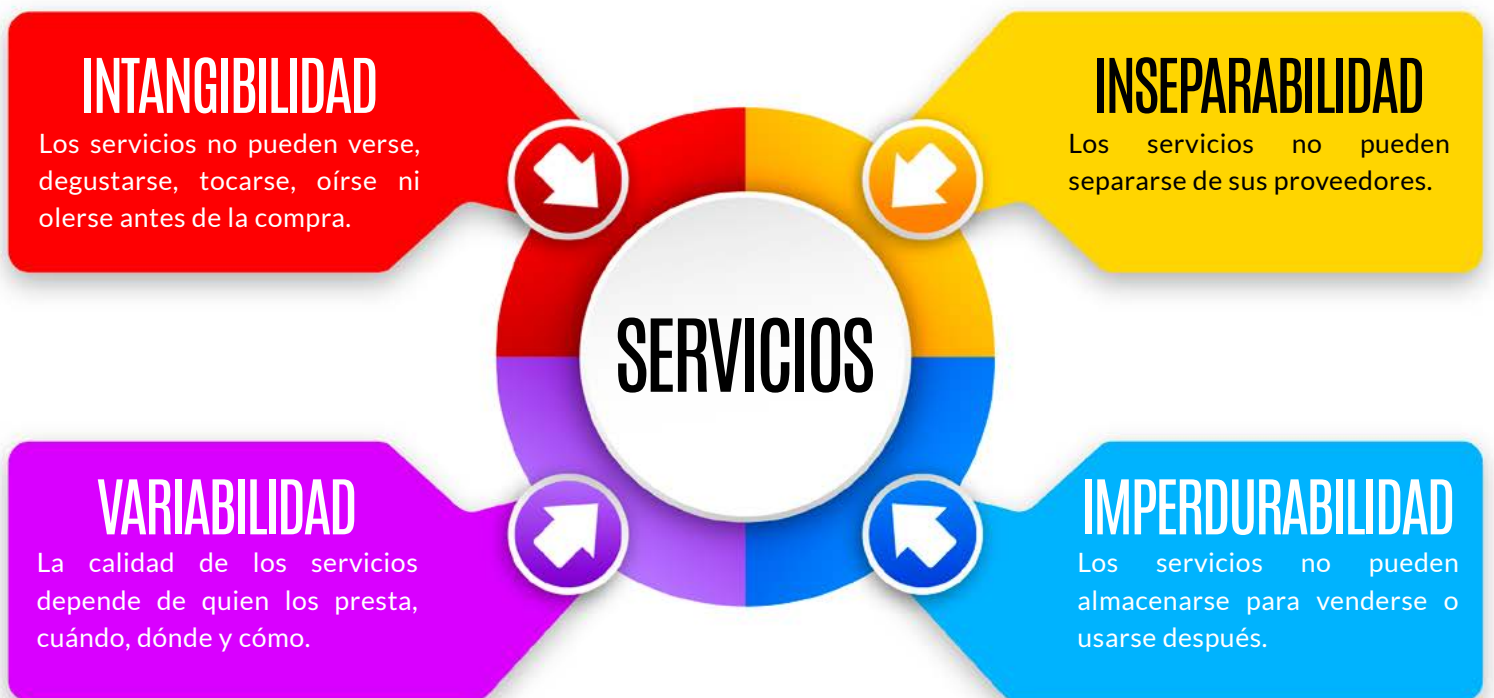 INTANGIBILIDAD
Los servicios no pueden verse,
degustarse, tocarse, oírse ni
olerse antes de la compra.
INSEPARABILIDAD
Los servicios no pueden
separarse de sus proveedores.
SERVICIOS
VARIABILIDAD
La calidad de los servicios
depende de quien los presta,
cuándo, dónde y cómo.
IMPERDURABILIDAD
Los servicios no pueden
almacenarse para venderse o
usarse después.